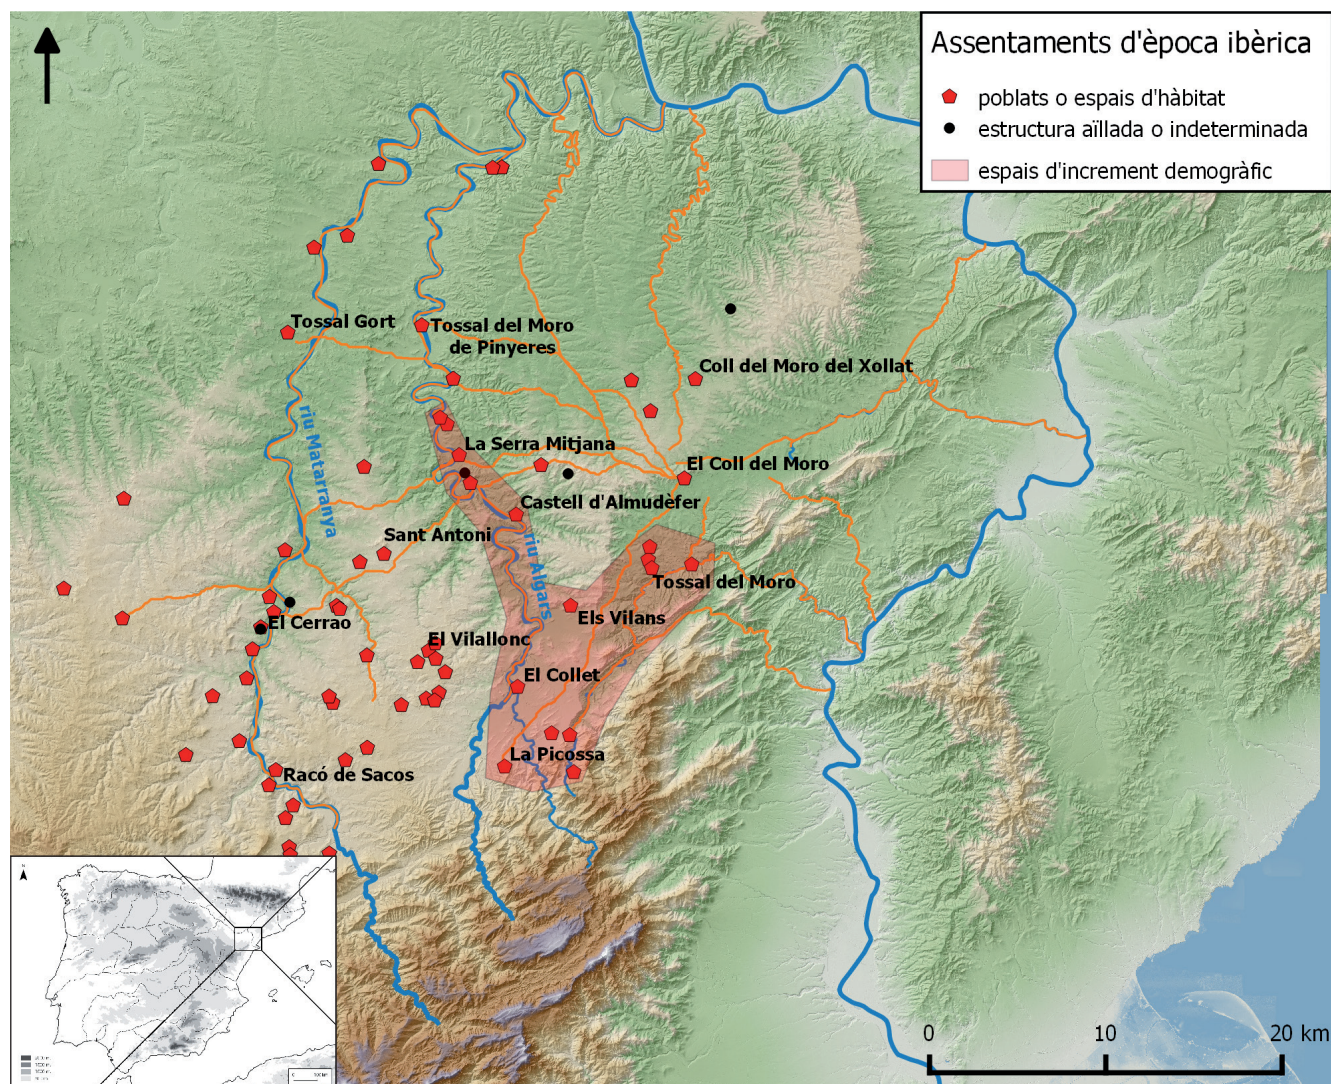 Assentaments d'època ibèrica
poblats o espais d'hàbitat
estructura aïllada o indeterminada
espais d'increment demogràfic
Tossal Gort
Tossal del Moro
de Pinyeres
Coll del Moro del Xollat
riu Matarranya
La Serra Mitjana
El Coll del Moro
Castell d'Almudèfer
Sant Antoni
riu Algars
Tossal del Moro
Els Vilans
El Cerrao
El Vilallonc
El Collet
La Picossa
Racó de Sacos
N
0 10 20 km